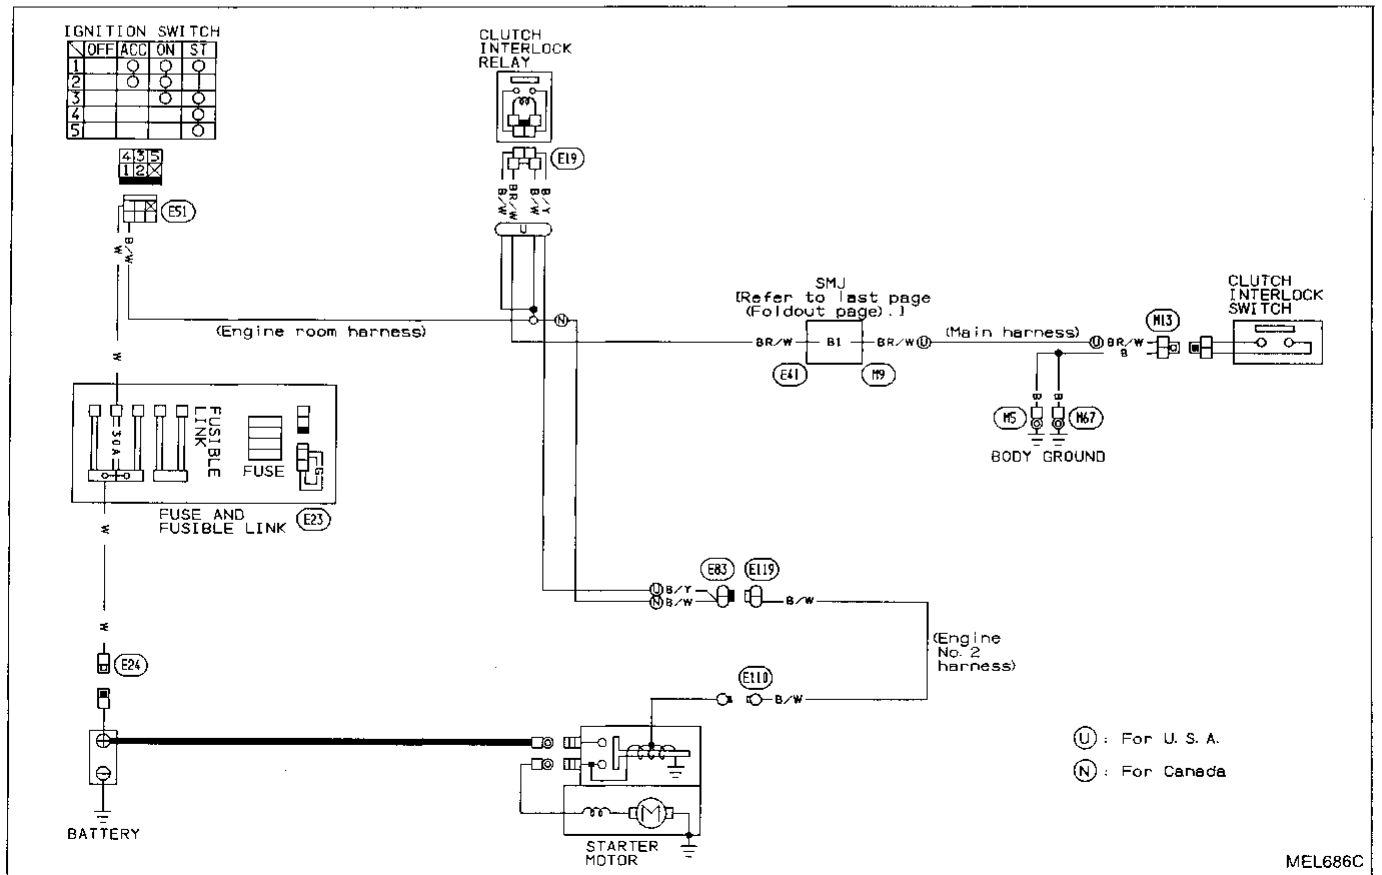 IGNITION SWITCH
OFF ACC ON ST
1
2
3
4
5
4 3 5
1 2
E51
W
B/W
CLUTCH
INTERLOCK
RELAY
E19
B/W
BR/W
B/W
B/Y
U
N
(Engine room harness)
SMJ
[Refer to last page
(Foldout page).]
BR/W
B1
BR/W U
E41
M9
(Main harness)
U BR/W
B
M13
CLUTCH
INTERLOCK
SWITCH
B
B
M5
M67
BODY GROUND
W
30A
FUSIBLE
LINK
FUSE
G
FUSE AND
FUSIBLE LINK
E23
W
W
E24
E83
E119
U B/Y
N B/W
B/W
(Engine
No. 2
harness)
E110
B/W
BATTERY
M
STARTER
MOTOR
U : For U. S. A.
N : For Canada
MEL686C